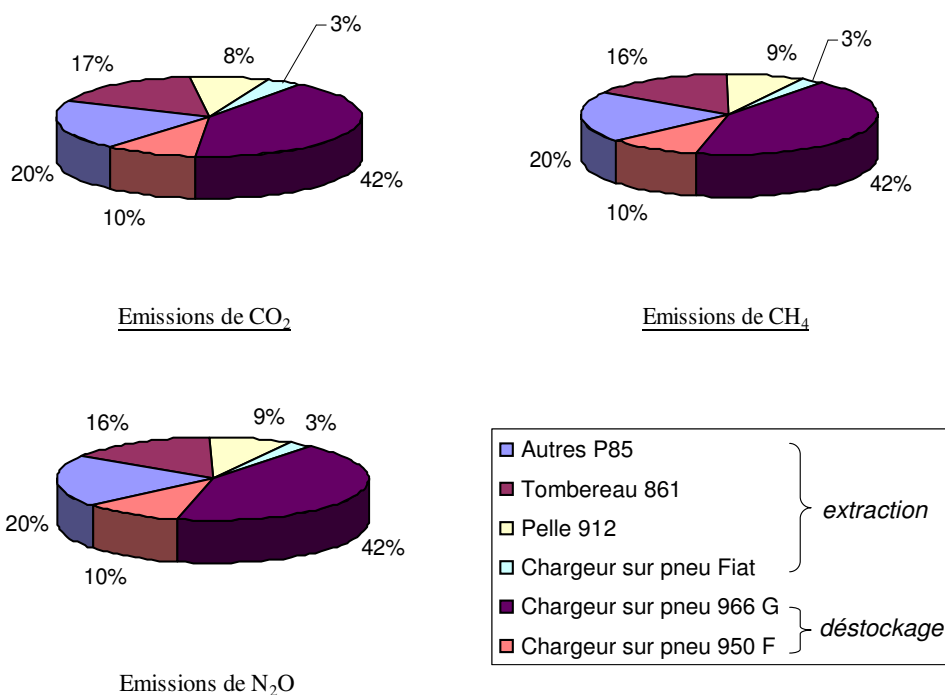 3%
17%
8%
20%
42%
10%
Emissions de CO₂
16%
9%
3%
20%
42%
10%
Emissions de CH₄
16%
9%
3%
20%
42%
10%
Emissions de N₂O
Autres P85
Tombereau 861
Pelle 912
Chargeur sur pneu Fiat
extraction
Chargeur sur pneu 966 G
Chargeur sur pneu 950 F
déstockage